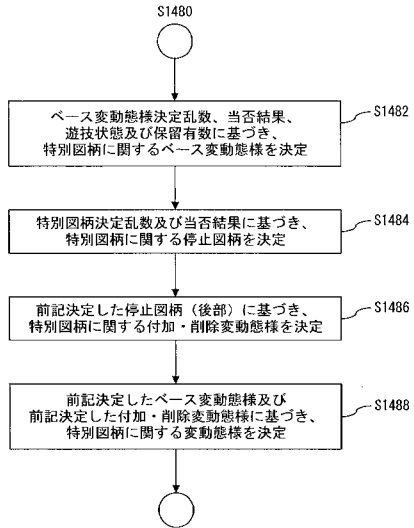 S1480
ベース変動態様決定乱数、当否結果、
遊技状態及び保留有数に基づき、
特別図柄に関するベース変動態様を決定
S1482
特別図柄決定乱数及び当否結果に基づき、
特別図柄に関する停止図柄を決定
S1484
前記決定した停止図柄（後部）に基づき、
特別図柄に関する付加・削除変動態様を決定
S1486
前記決定したベース変動態様及び
前記決定した付加・削除変動態様に基づき、
特別図柄に関する変動態様を決定
S1488